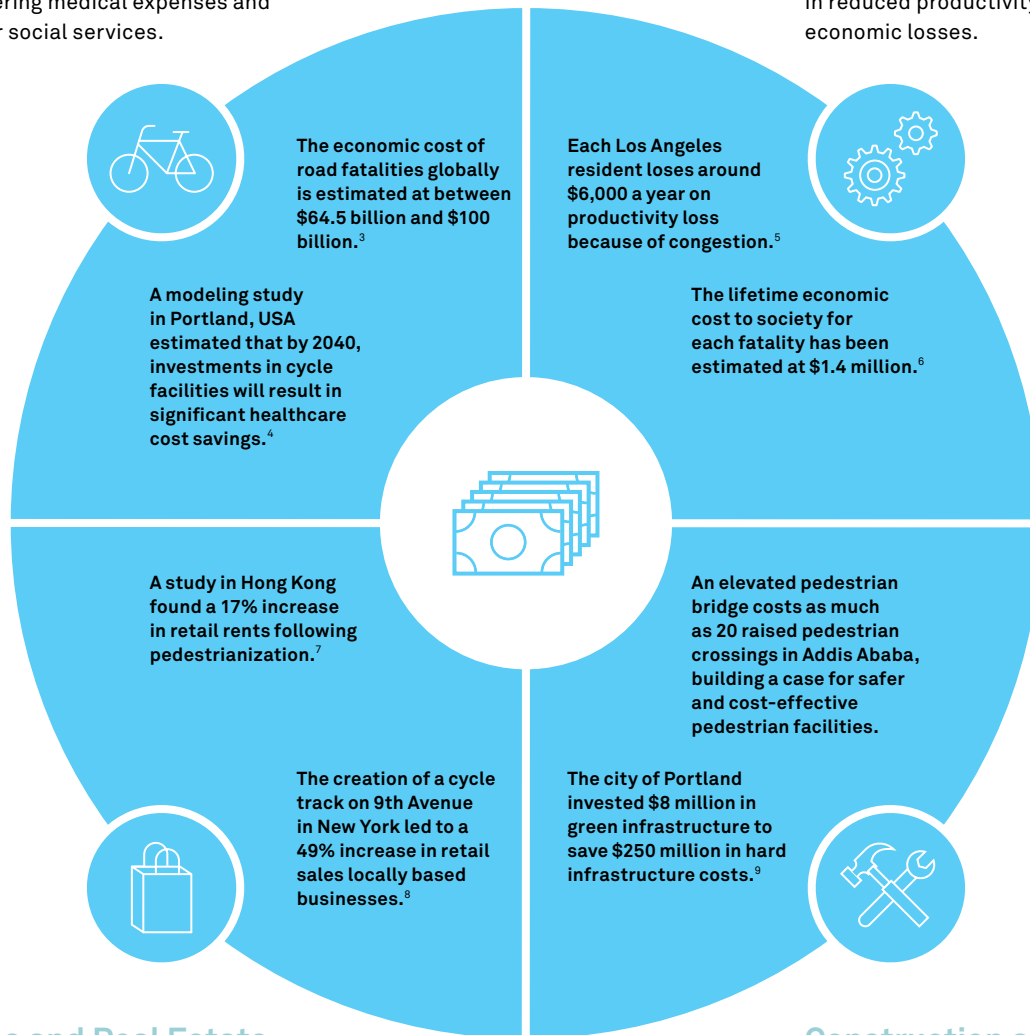 medical expenses and
social services.
in reduced productivity
economic losses.
The economic cost of
road fatalities globally
is estimated at between
$64.5 billion and $100
billion.³
A modeling study
in Portland, USA
estimated that by 2040,
investments in cycle
facilities will result in
significant healthcare
cost savings.⁴
Each Los Angeles
resident loses around
$6,000 a year on
productivity loss
because of congestion.⁵
The lifetime economic
cost to society for
each fatality has been
estimated at $1.4 million.⁶
A study in Hong Kong
found a 17% increase
in retail rents following
pedestrianization.⁷
The creation of a cycle
track on 9th Avenue
in New York led to a
49% increase in retail
sales locally based
businesses.⁸
An elevated pedestrian
bridge costs as much
as 20 raised pedestrian
crossings in Addis Ababa,
building a case for safer
and cost-effective
pedestrian facilities.
The city of Portland
invested $8 million in
green infrastructure to
save $250 million in hard
infrastructure costs.⁹
and Real Estate
Construction